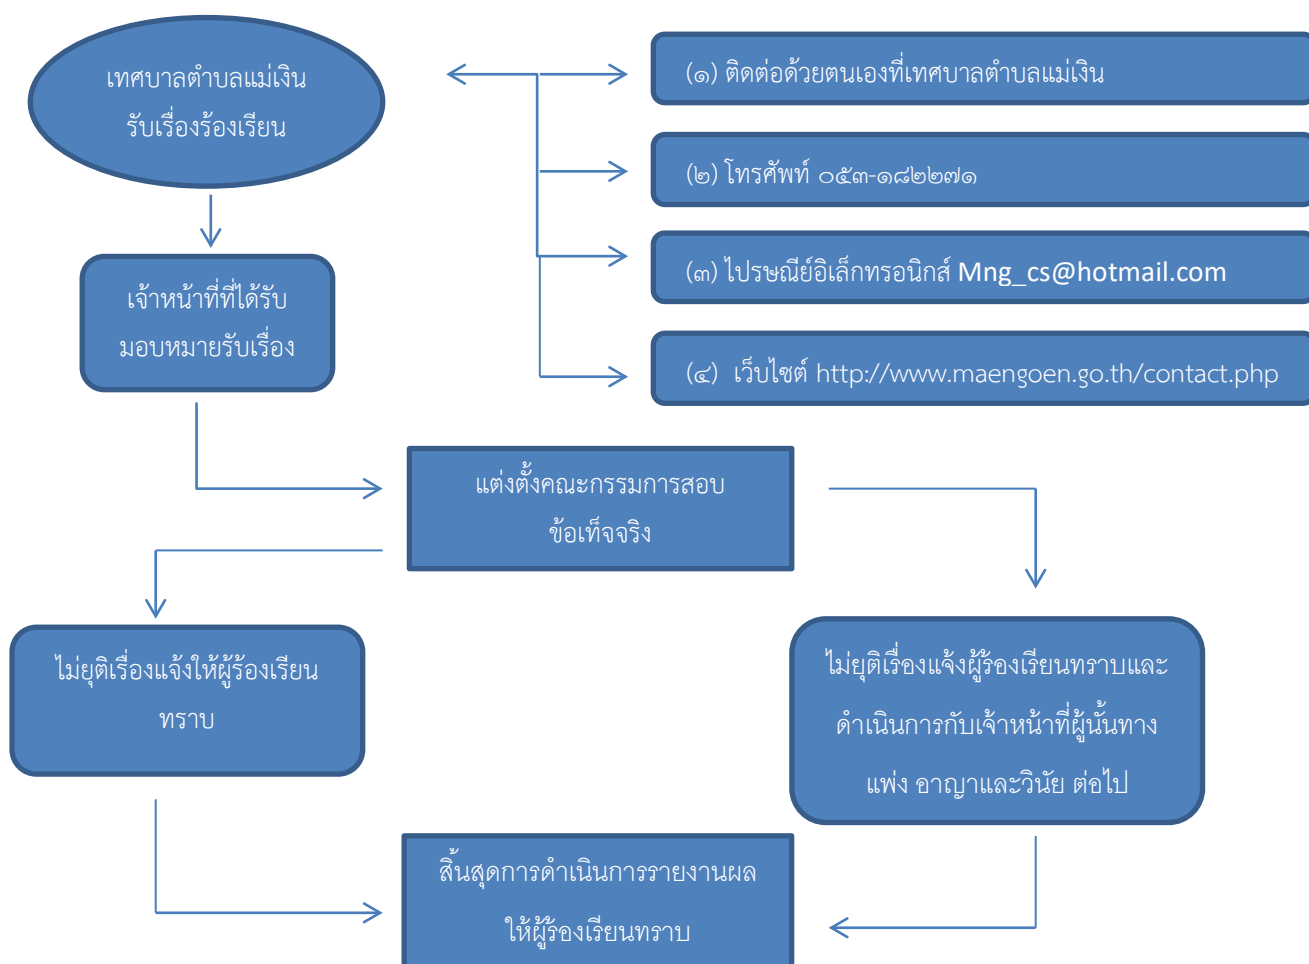 เทศบาลตำบลแม่เงิน
รับเรื่องร้องเรียน
(๑) ติดต่อด้วยตนเองที่เทศบาลตำบลแม่เงิน
(๒) โทรศัพท์ ๐๕๓-๑๘๒๒๗๑
(๓) ไปรษณีย์อิเล็กทรอนิกส์ Mng_cs@hotmail.com
(๔) เว็บไซต์ http://www.maengoen.go.th/contact.php
เจ้าหน้าที่ที่ได้รับ
มอบหมายรับเรื่อง
แต่งตั้งคณะกรรมการสอบ
ข้อเท็จจริง
ไม่ยุติเรื่องแจ้งให้ผู้ร้องเรียน
ทราบ
ไม่ยุติเรื่องแจ้งผู้ร้องเรียนทราบและ
ดำเนินการกับเจ้าหน้าที่ผู้นั้นทาง
แพ่ง อาญาและวินัย ต่อไป
สิ้นสุดการดำเนินการรายงานผล
ให้ผู้ร้องเรียนทราบ